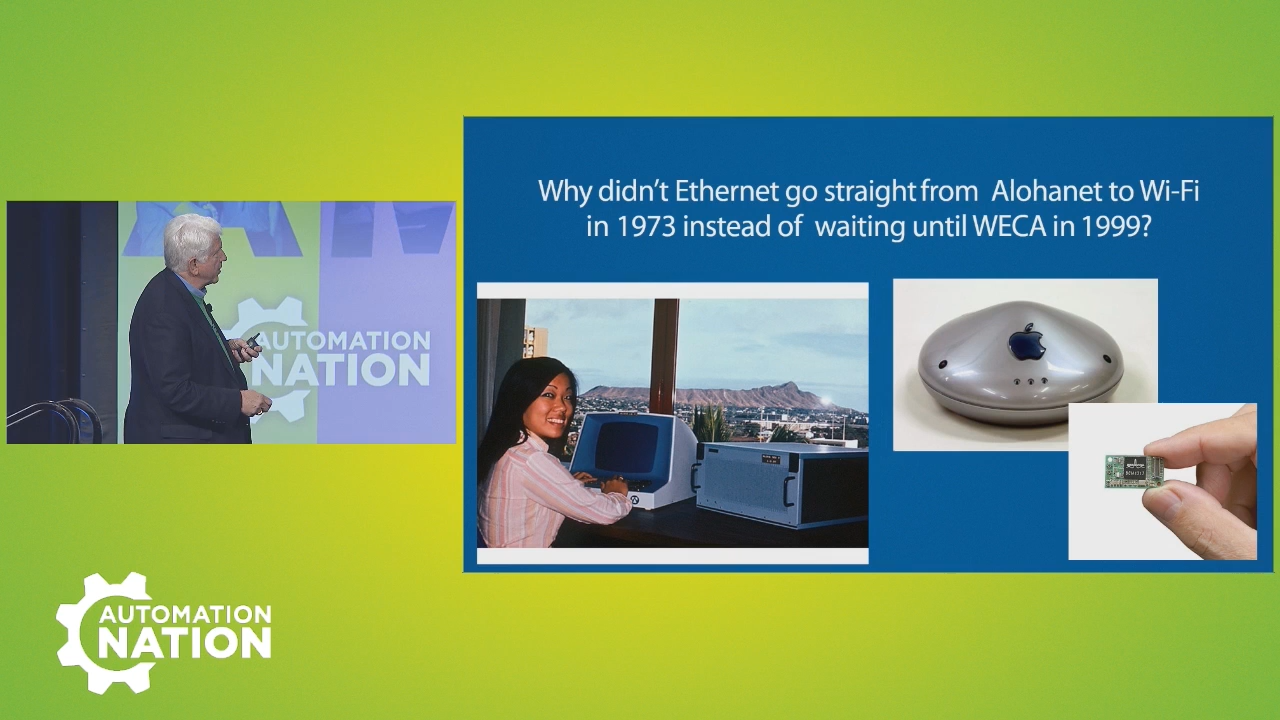 Why didn't Ethernet go straight from Alohanet to Wi-Fi
in 1973 instead of waiting until WECA in 1999?
AM
AUTOMATION
NATION
AUTOMATION
NATION